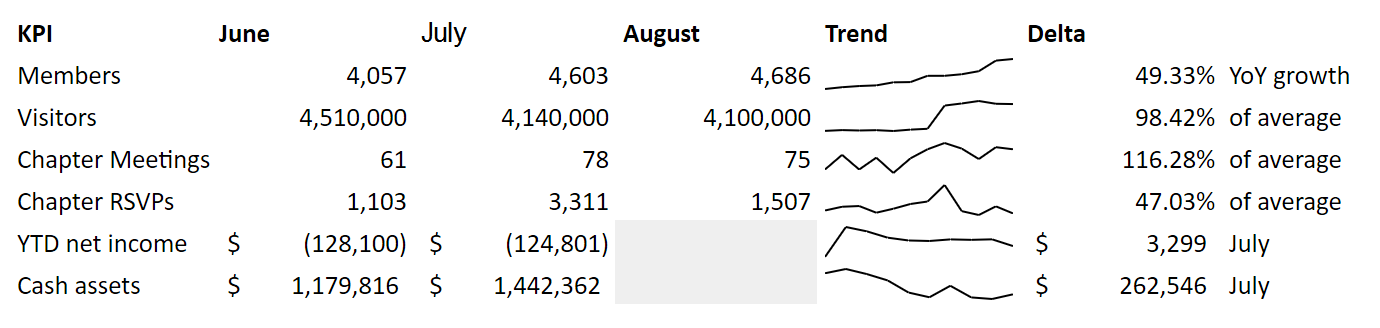 KPI June July August Trend Delta
Members 4,057 4,603 4,686 49.33% YoY growth
Visitors 4,510,000 4,140,000 4,100,000 98.42% of average
Chapter Meetings 61 78 75 116.28% of average
Chapter RSVPs 1,103 3,311 1,507 47.03% of average
YTD net income $ (128,100) $ (124,801) $ 3,299 July
Cash assets $ 1,179,816 $ 1,442,362 $ 262,546 July